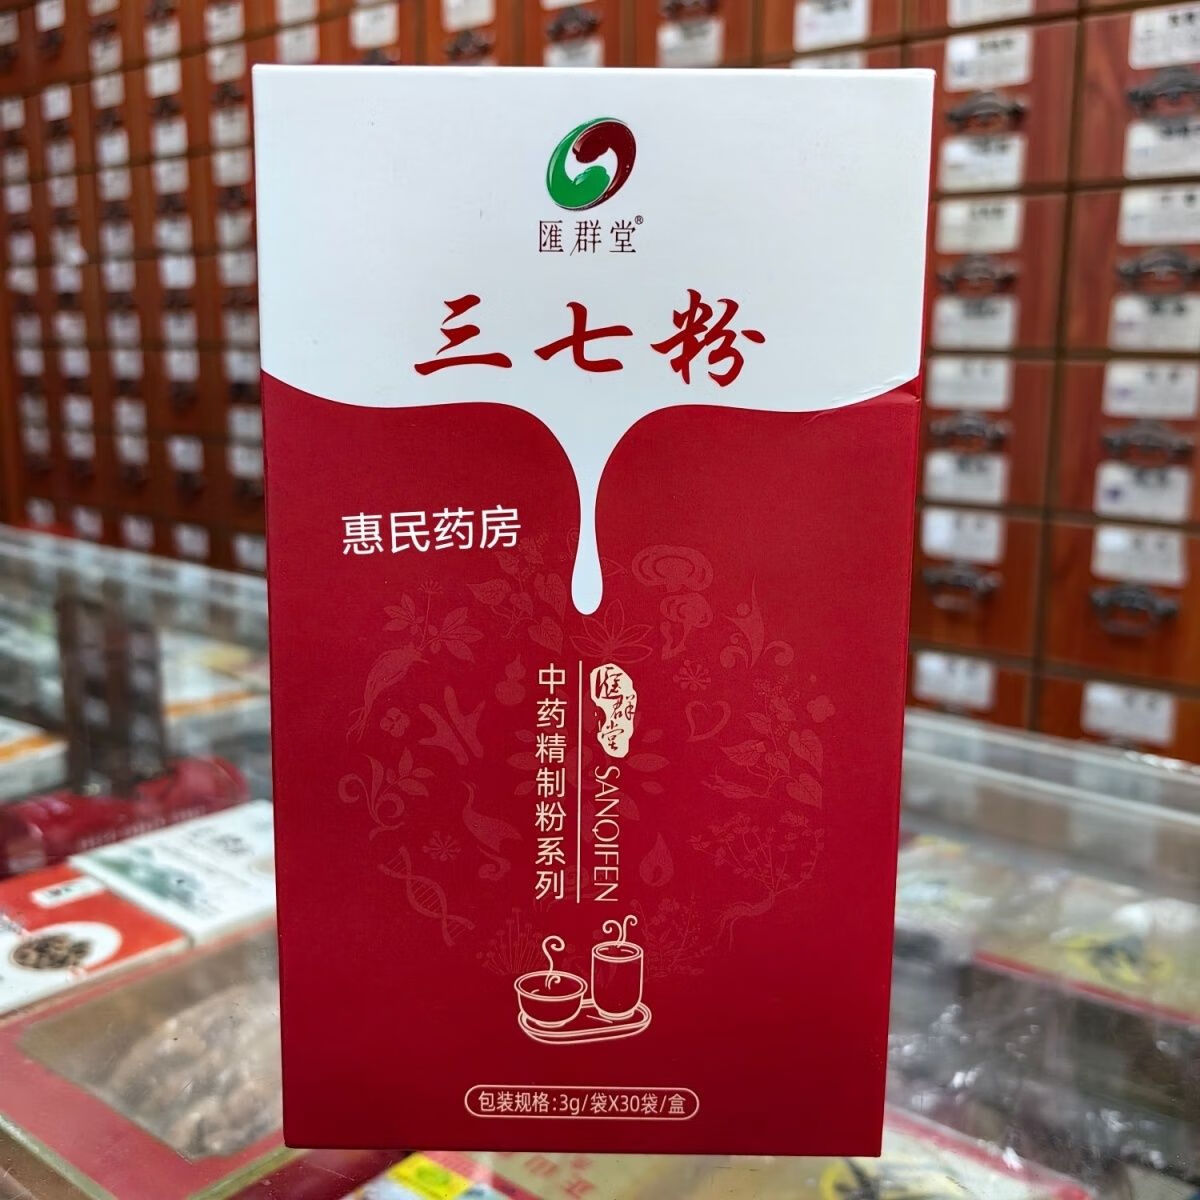 匯群堂®
三七粉
惠民药房
中药精制粉系列
匯群堂
SANQIFEN
包装规格:3g/袋X30袋/盒